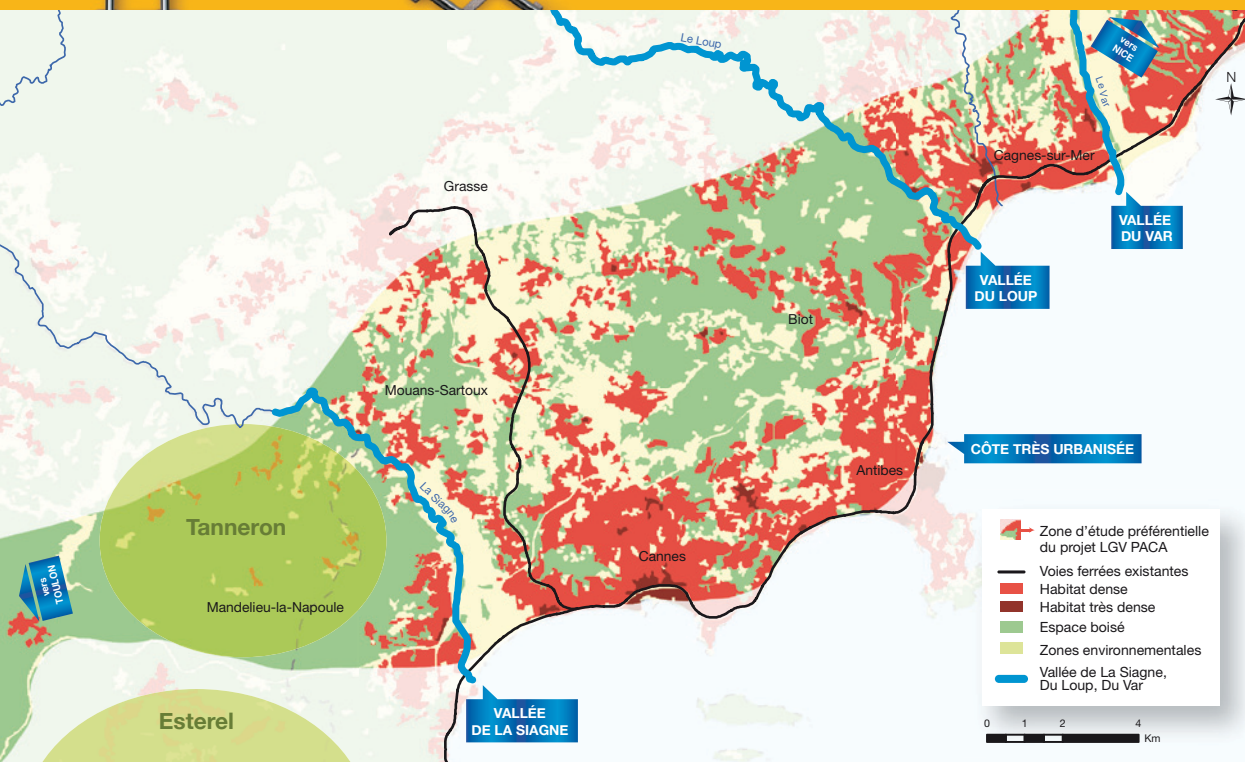 Le Loup
vers
NICE
Le Var
N
Cagnes-sur-Mer
Grasse
VALLÉE
DU VAR
VALLÉE
DU LOUP
Biot
Mouans-Sartoux
CÔTE TRÈS URBANISÉE
Antibes
La Siagne
Tanneron
Cannes
vers
TOULON
Mandelieu-la-Napoule
Esterel
VALLÉE
DE LA SIAGNE
Zone d'étude préférentielle
du projet LGV PACA
Voies ferrées existantes
Habitat dense
Habitat très dense
Espace boisé
Zones environnementales
Vallée de La Siagne,
Du Loup, Du Var
0 1 2 4
Km